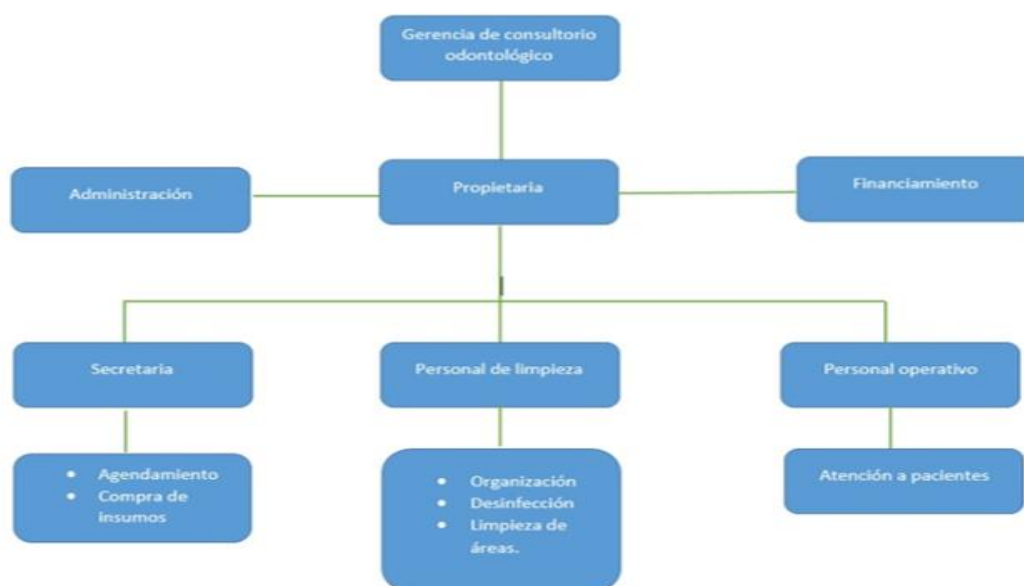 Gerencia de consultorio
odontológico
Administración
Propietaria
Financiamiento
Secretaria
Personal de limpieza
Personal operativo
• Agendamiento
• Compra de
insumos
• Organización
• Desinfección
• Limpieza de
áreas.
Atención a pacientes